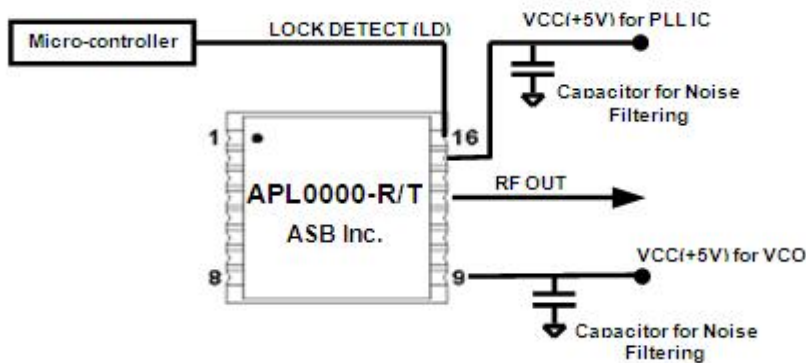 VCC(+5V) for PLL IC
Micro-controller
LOCK DETECT (LD)
Capacitor for Noise
Filtering
1
16
APL0000-R/T
ASB Inc.
RF OUT
8
9
VCC(+5V) for VCO
Capacitor for Noise
Filtering